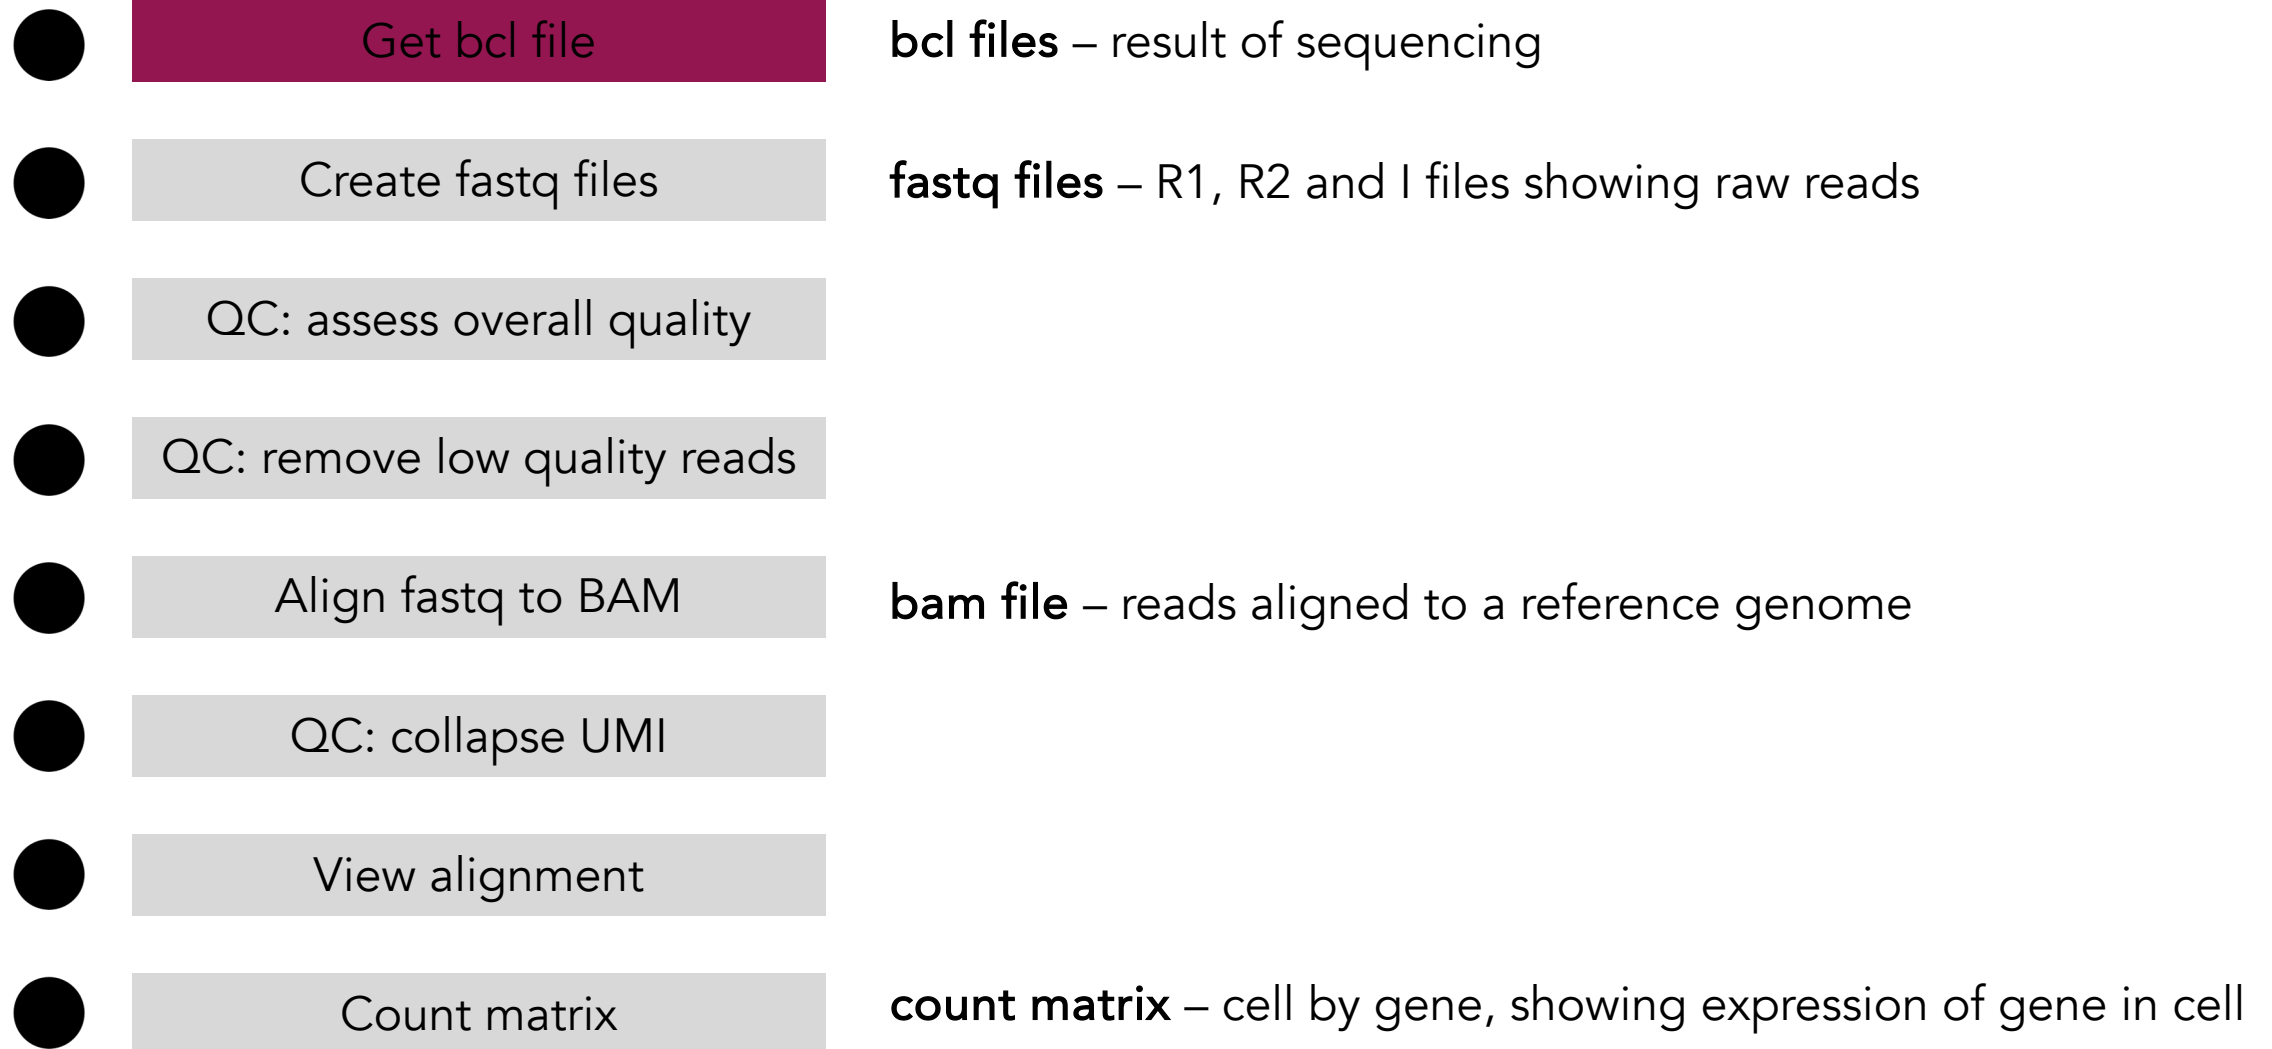 Get bcl file
bcl files – result of sequencing
Create fastq files
fastq files – R1, R2 and I files showing raw reads
QC: assess overall quality
QC: remove low quality reads
Align fastq to BAM
bam file – reads aligned to a reference genome
QC: collapse UMI
View alignment
Count matrix
count matrix – cell by gene, showing expression of gene in cell